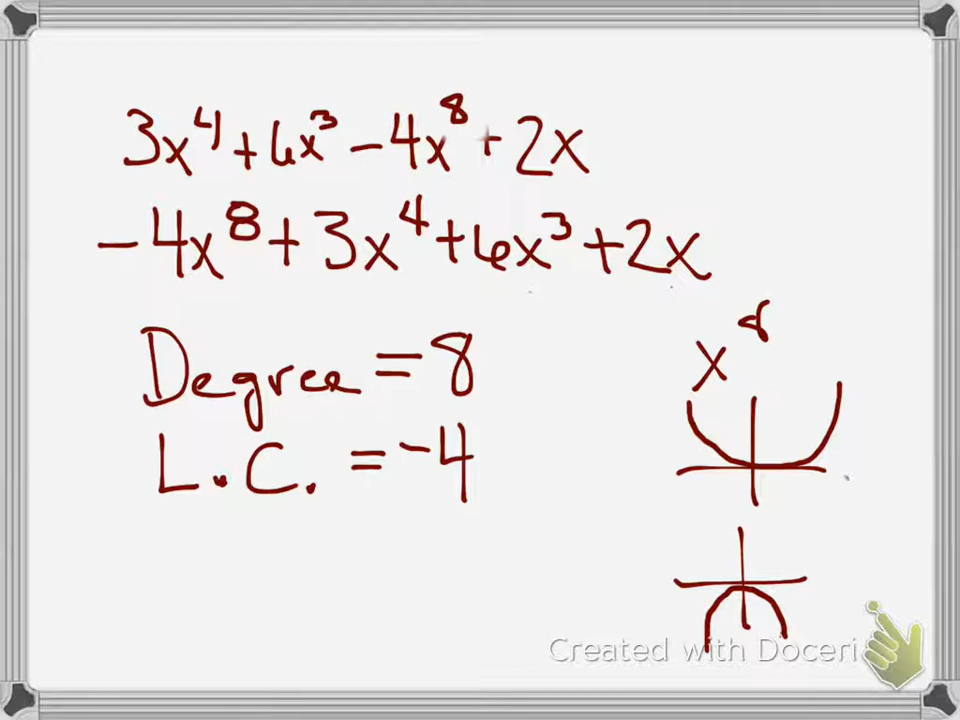 3x⁴ + 6x³ - 4x⁸ + 2x
- 4x⁸ + 3x⁴ + 6x³ + 2x
Degree = 8
L.C. = -4
x⁸
Created with Doceri